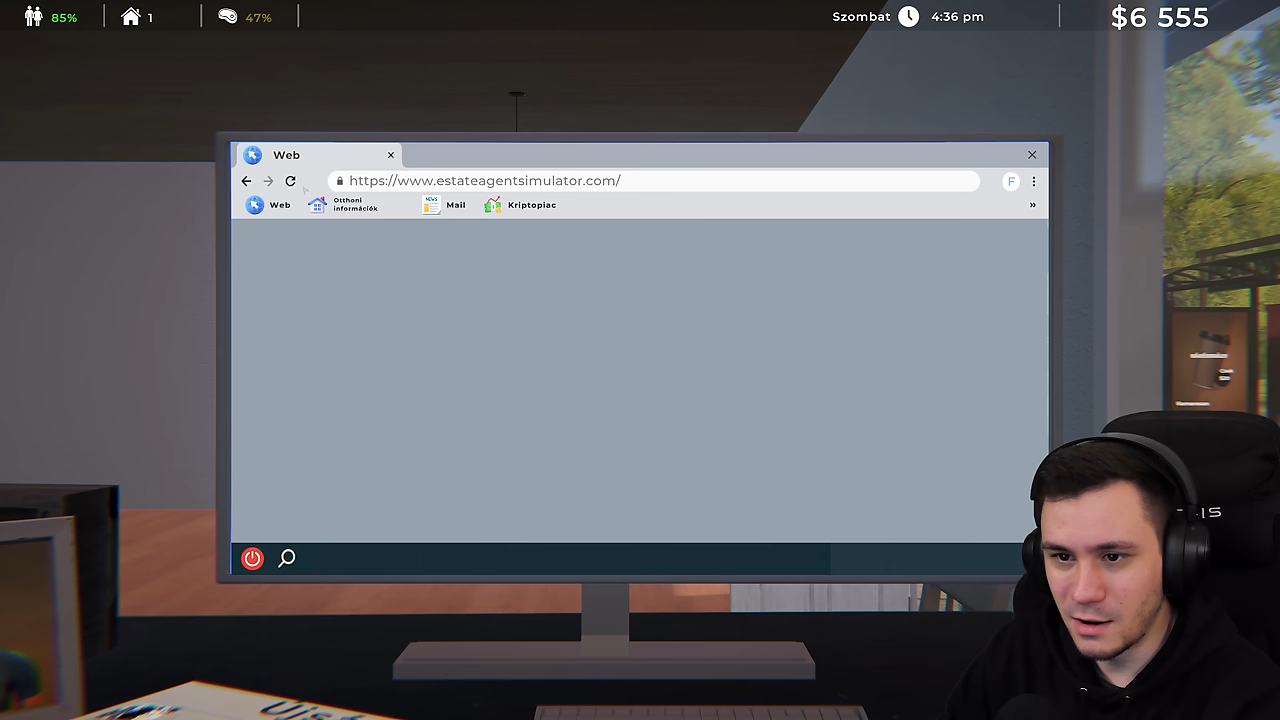 85%
1
47%
Szombat
4:36 pm
$6 555
Web
https://www.estateagentsimulator.com/
F
Web
Otthoni
információk
NEWS
Mail
Kriptopiac
»